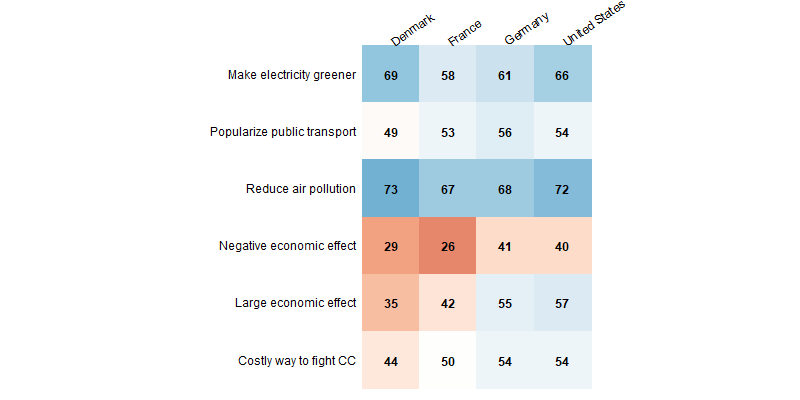 Denmark France Germany United States
Make electricity greener 69 58 61 66
Popularize public transport 49 53 56 54
Reduce air pollution 73 67 68 72
Negative economic effect 29 26 41 40
Large economic effect 35 42 55 57
Costly way to fight CC 44 50 54 54